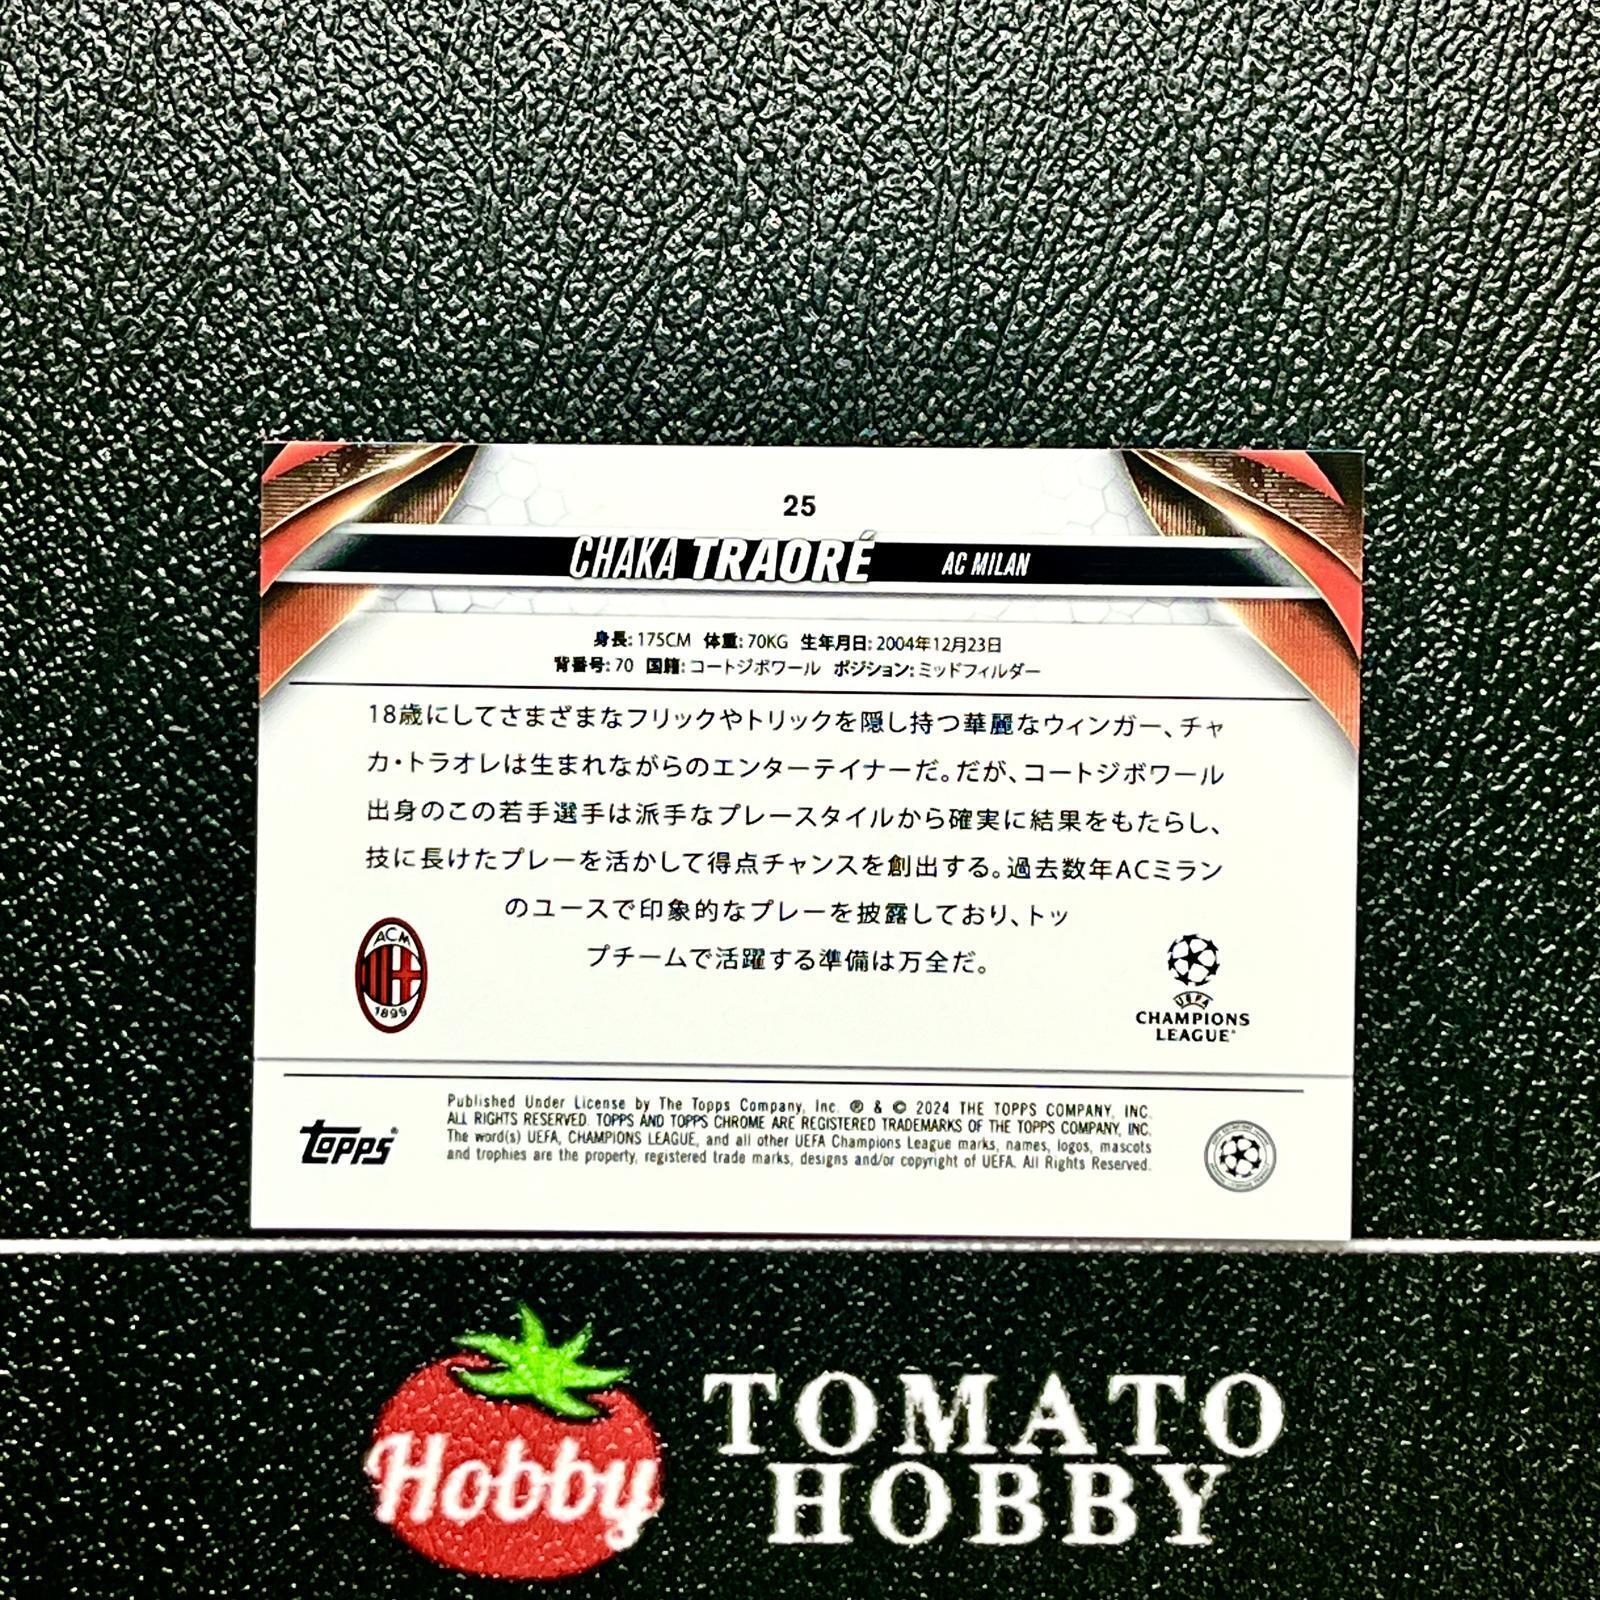 25
CHAKA TRAORÉ AC MILAN
身長: 175CM 体重: 70KG 生年月日: 2004年12月23日
背番号: 70 国籍: コートジボワール ポジション: ミッドフィルダー
18歳にしてさまざまなフリックやトリックを隠し持つ華麗なウィンガー、チャ
カ・トラオレは生まれながらのエンターテイナーだ。だが、コートジボワール
出身のこの若手選手は派手なプレースタイルから確実に結果をもたらし、
技に長けたプレーを活かして得点チャンスを創出する。過去数年ACミラン
のユースで印象的なプレーを披露しており、トッ
プチームで活躍する準備は万全だ。
ACM
1899
UEFA
CHAMPIONS
LEAGUE®
topps®
Published Under License by The Topps Company, Inc. ® & © 2024 THE TOPPS COMPANY, INC.
ALL RIGHTS RESERVED. TOPPS AND TOPPS CHROME ARE REGISTERED TRADEMARKS OF THE TOPPS COMPANY, INC.
The word(s) UEFA, CHAMPIONS LEAGUE, and all other UEFA Champions League marks, names, logos, mascots
and trophies are the property, registered trade marks, designs and/or copyright of UEFA. All Rights Reserved.
Hobby
TOMATO
HOBBY